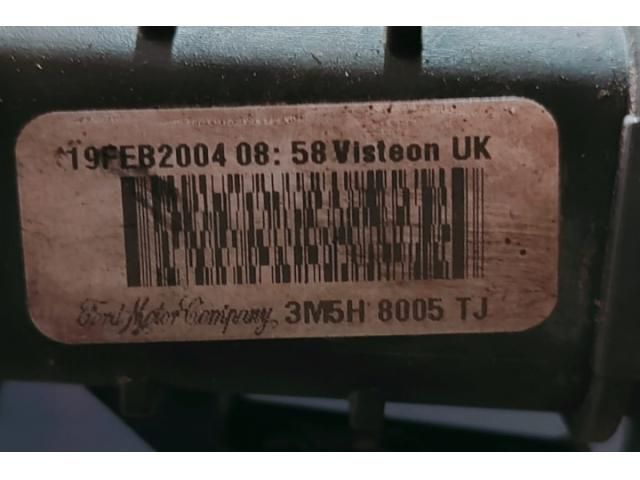 19FEB2004 08:58 Visteon UK
Ford Motor Company 3M5H 8005 TJ